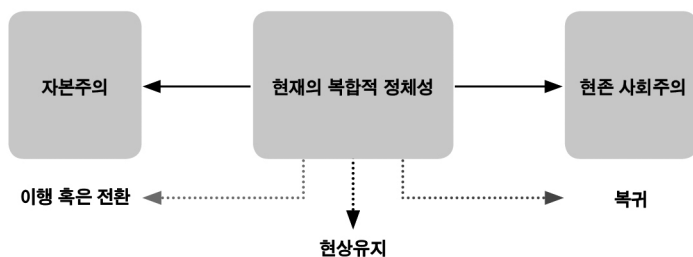 자본주의
현재의 복합적 정체성
현존 사회주의
이행 혹은 전환
복귀
현상유지